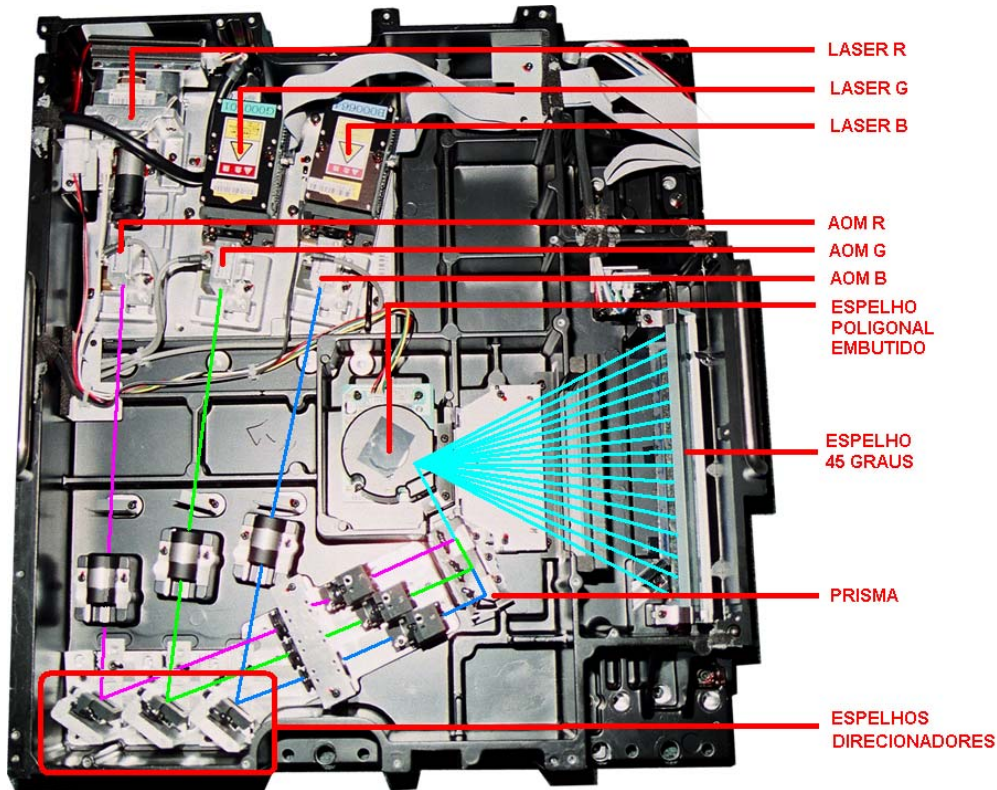 LASER R
LASER G
LASER B
AOM R
AOM G
AOM B
ESPELHO
POLIGONAL
EMBUTIDO
ESPELHO
45 GRAUS
PRISMA
ESPELHOS
DIRECIONADORES